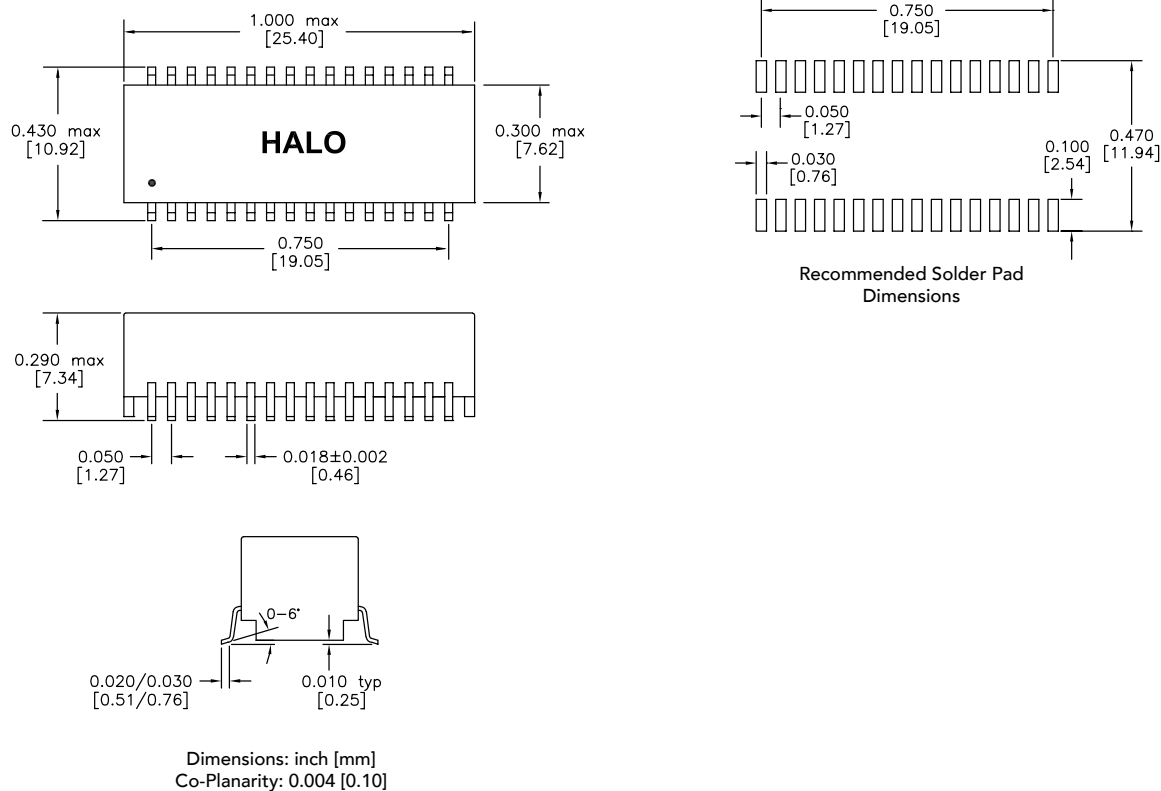 1.000 max
[25.40]
0.430 max
[10.92]
HALO
0.300 max
[7.62]
0.750
[19.05]
0.750
[19.05]
0.050
[1.27]
0.030
[0.76]
0.100
[2.54]
0.470
[11.94]
Recommended Solder Pad
Dimensions
0.290 max
[7.34]
0.050
[1.27]
0.018±0.002
[0.46]
0-6°
0.020/0.030
[0.51/0.76]
0.010 typ
[0.25]
Dimensions: inch [mm]
Co-Planarity: 0.004 [0.10]